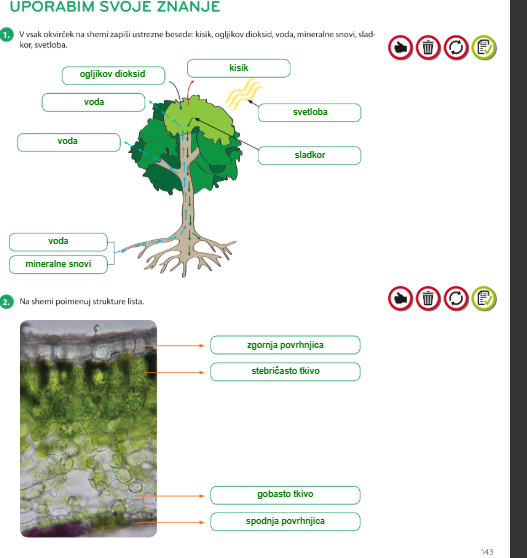 UPORABIM SVOJE ZNANJE
1. V vsak okvirček na shemi zapiši ustrezne besede: kisik, ogljikov dioksid, voda, mineralne snovi, slad-
kor, svetloba.
ogljikov dioksid
kisik
voda
svetloba
voda
sladkor
voda
mineralne snovi
2. Na shemi poimenuj strukture lista.
zgornja povrhnjica
stebričasto tkivo
gobasto tkivo
spodnja povrhnjica
143